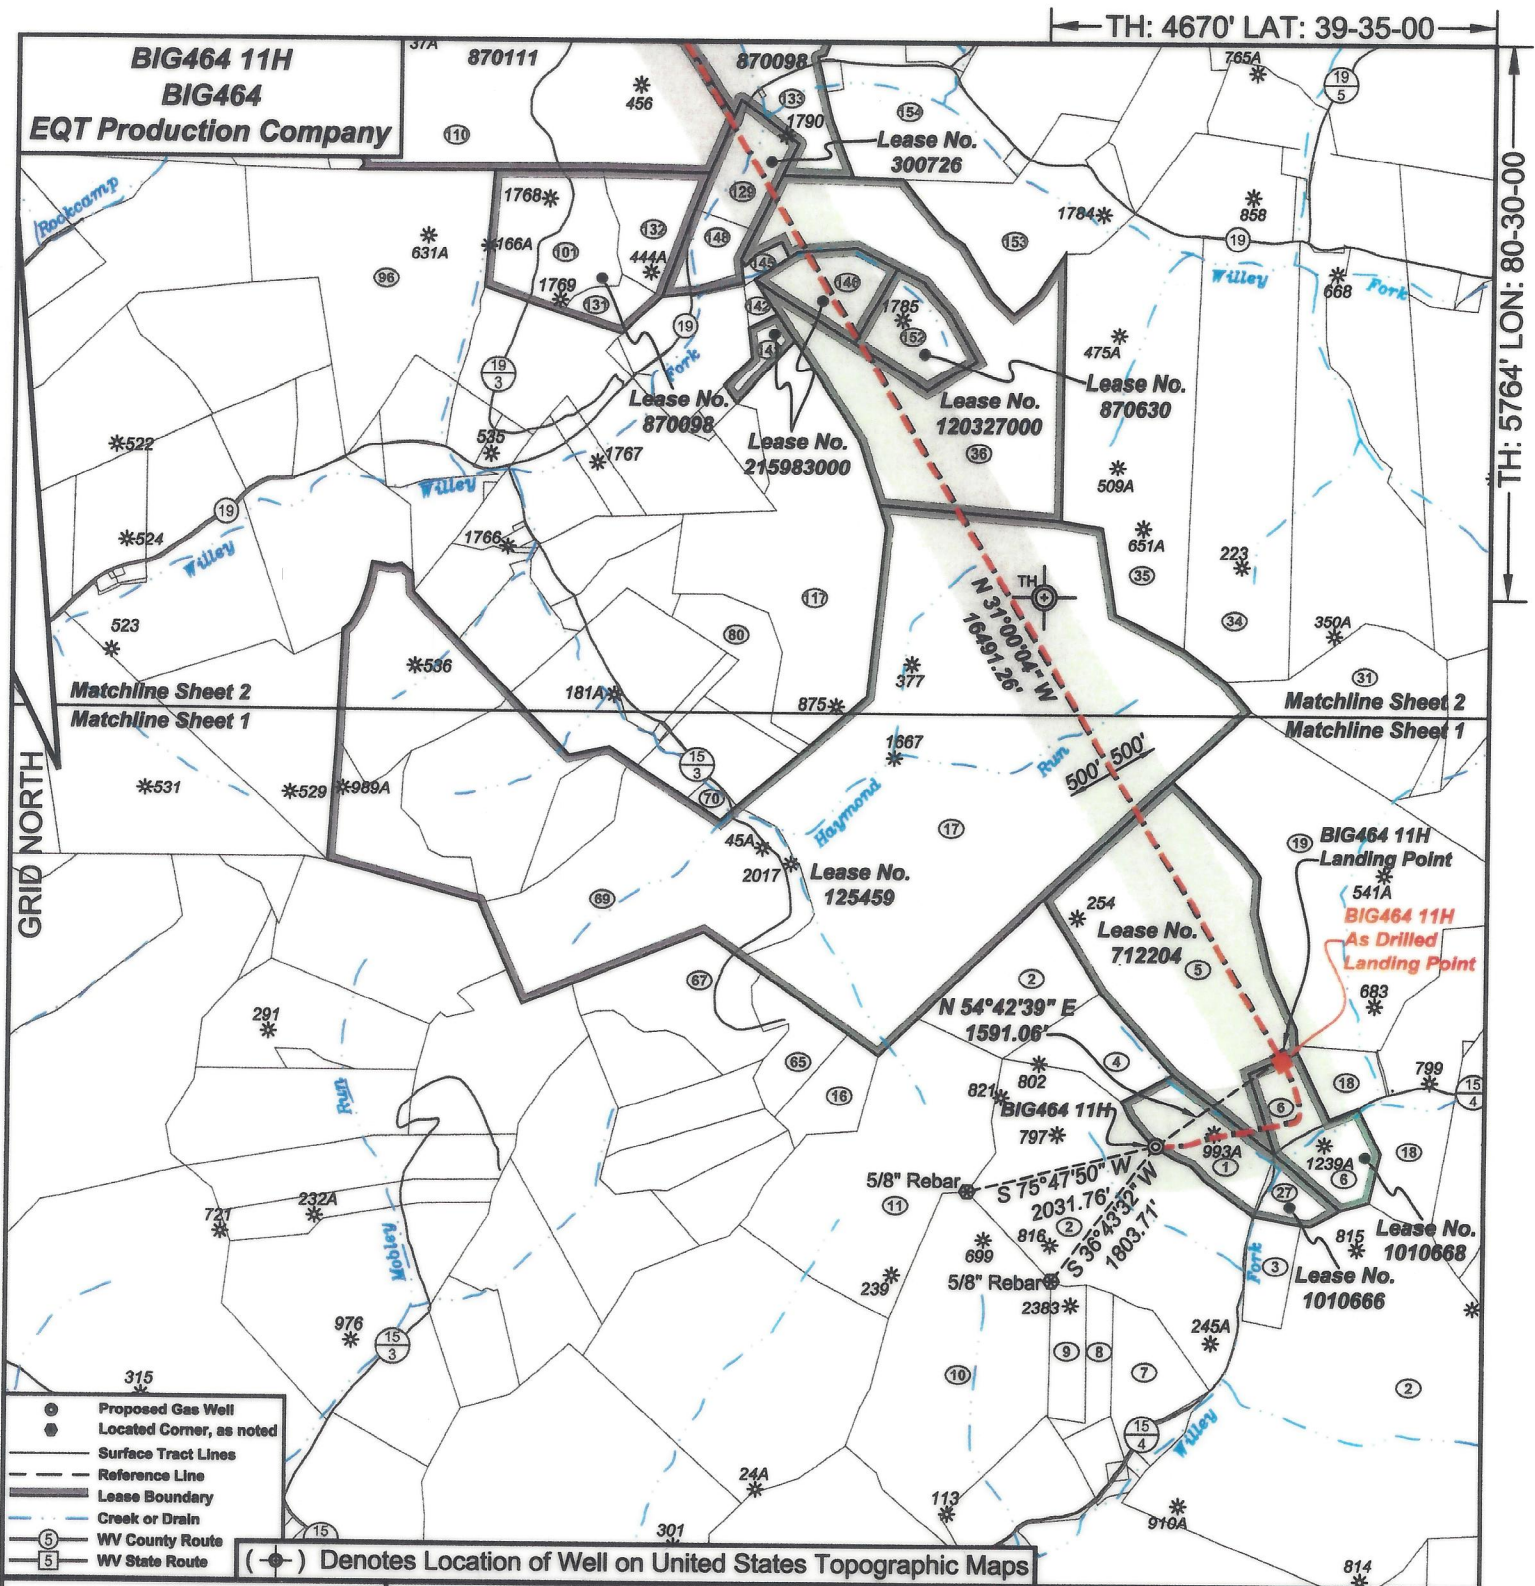 TH: 4670' LAT: 39-35-00
BIG464 11H
BIG464
EQT Production Company
37A
870111
870098
765A
19
5
456
133
154
110
1790
Lease No.
300726
TH: 5764' LON: 80-30-00
Rockcamp
1768
129
1784
858
631A
166A
101
132
148
153
19
96
444A
145
Willey
668
Fork
1769
131
142
146
1785
19
152
475A
19
3
Fork
Lease No.
870098
Lease No.
870630
Lease No.
120327000
522
535
1767
Lease No.
215983000
36
509A
Willey
19
524
Willey
1766
651A
223
35
TH
N 31°00'04" W
16491.26'
117
523
80
34
350A
536
377
31
181A
875
Matchline Sheet 2
Matchline Sheet 1
Matchline Sheet 2
Matchline Sheet 1
GRID NORTH
1667
Run
500' 500'
15
3
531
529
989A
70
Haymond
17
45A
2017
Lease No.
125459
19
BIG464 11H
Landing Point
541A
69
254
BIG464 11H
As Drilled
Landing Point
Lease No.
712204
5
67
2
683
N 54°42'39" E
1591.06'
291
65
16
802
4
821
BIG464 11H
799
18
15
4
Run
6
797
993A
1
1239A
6
18
5/8" Rebar
S 75°47'50" W
2031.76'
27
11
2
S 36°43'32" W
1803.71'
721
232A
Mobley
699
816
Lease No.
1010668
815
Fork
3
Lease No.
1010666
239
5/8" Rebar
2383
976
15
3
245A
9
8
7
10
2
315
Proposed Gas Well
Located Corner, as noted
Surface Tract Lines
Reference Line
Lease Boundary
Creek or Drain
5 WV County Route
5 WV State Route
15
4
Willey
24A
113
910A
301
15
( ) Denotes Location of Well on United States Topographic Maps
814